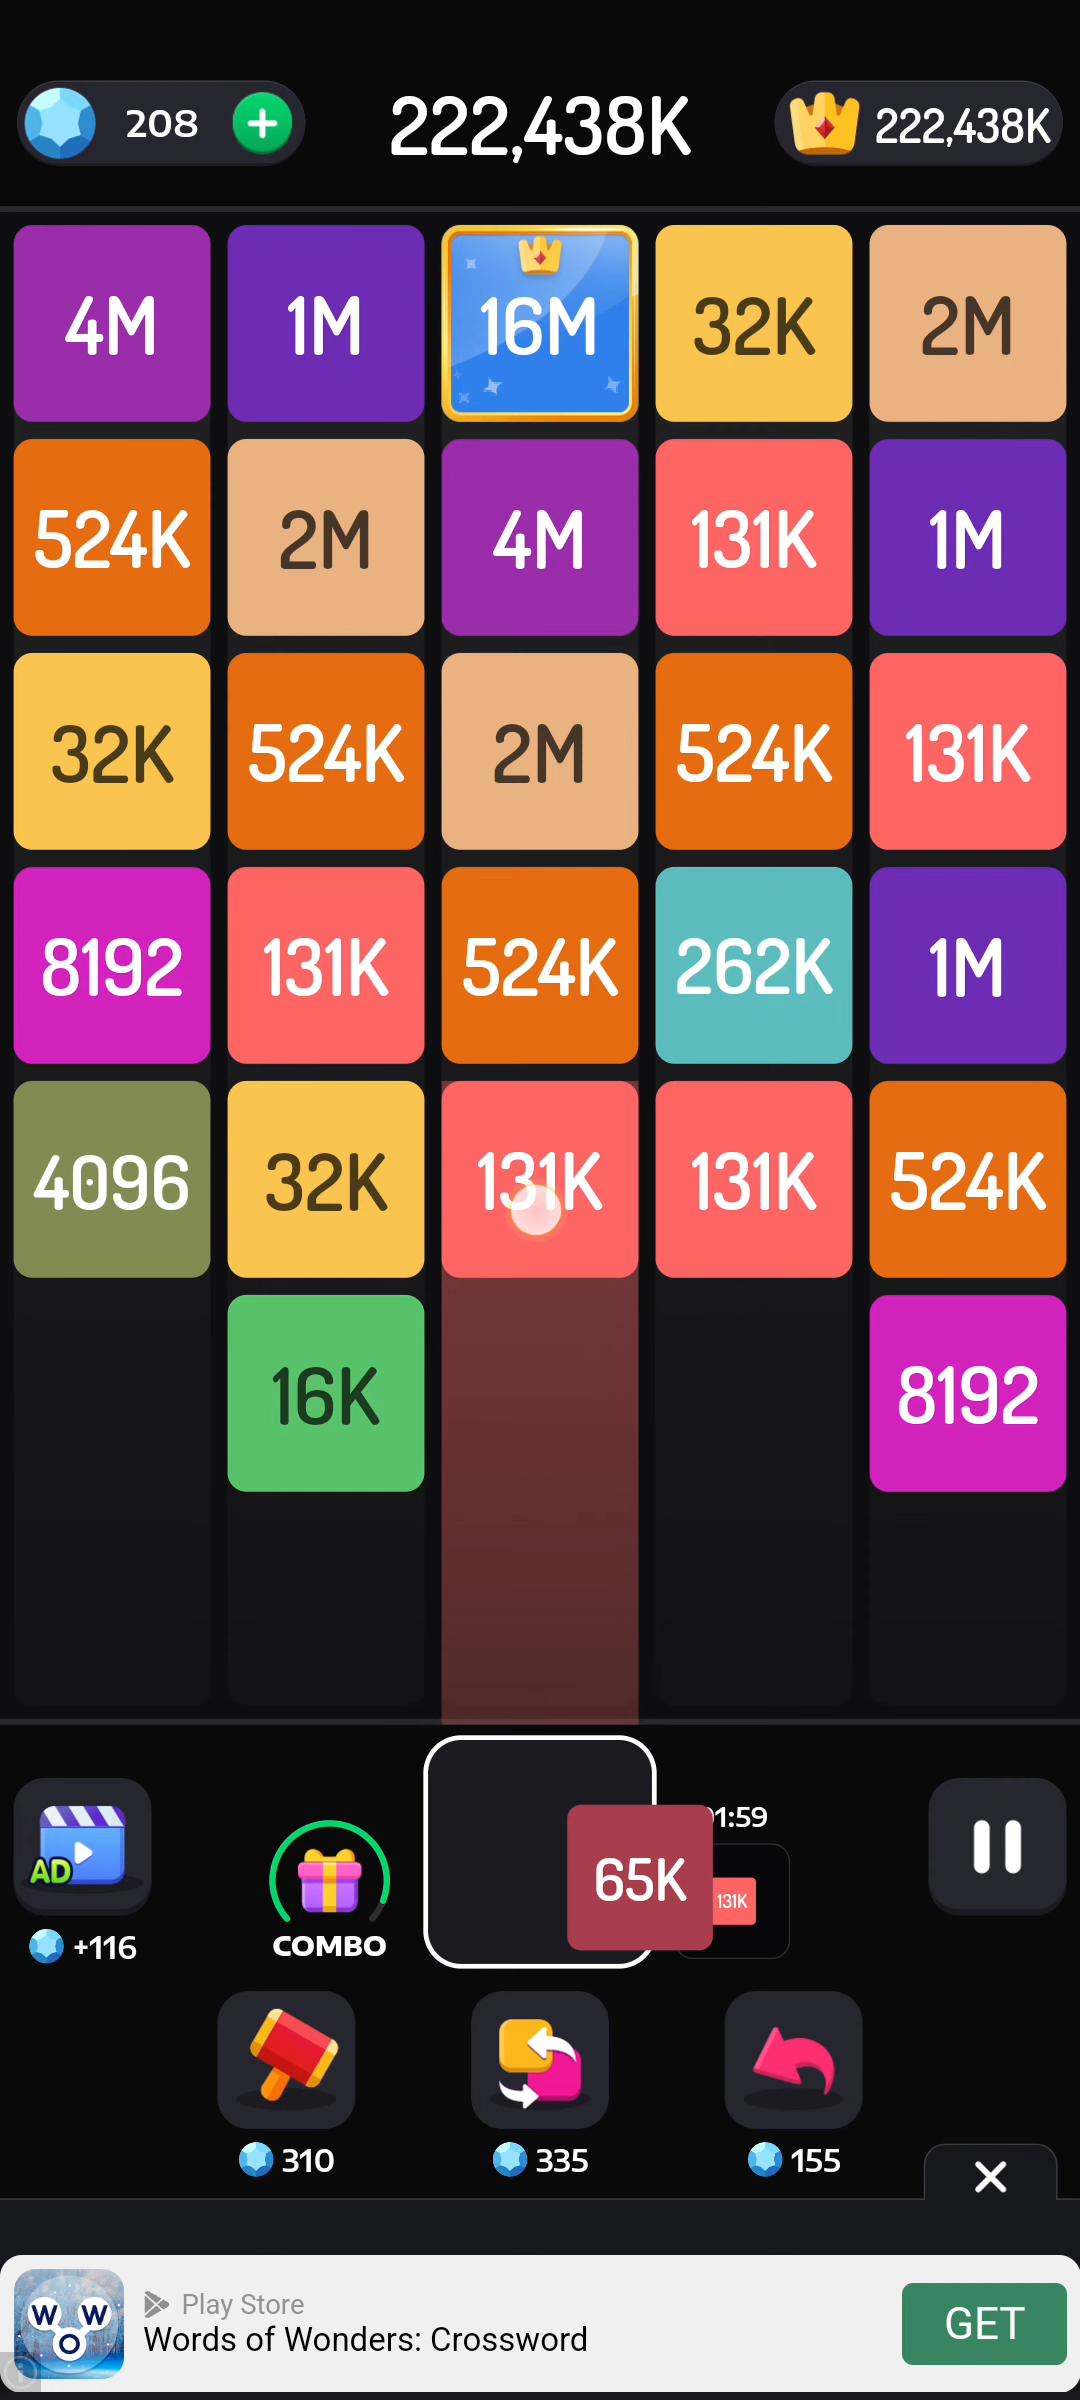 208
222,438K
222,438K
4M 1M 16M 32K 2M
524K 2M 4M 131K 1M
32K 524K 2M 524K 131K
8192 131K 524K 262K 1M
4096 32K 131K 131K 524K
16K 8192
1:59
65K
131K
AD
+116
COMBO
310 335 155
Play Store
Words of Wonders: Crossword
GET
W W
O